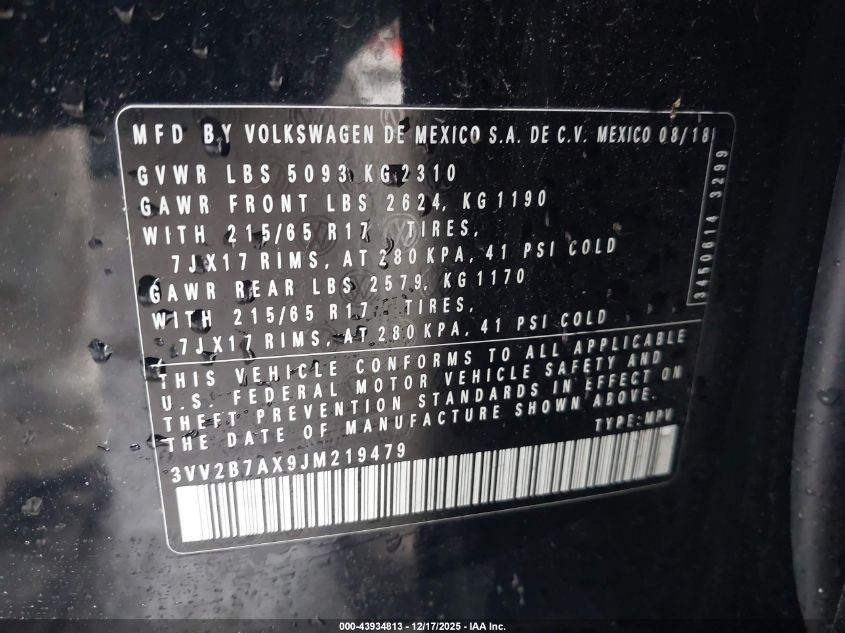 MFD BY VOLKSWAGEN DE MEXICO S.A. DE C.V. MEXICO 08/18
GVWR LBS 5093 KG 2310
GAWR FRONT LBS 2624, KG 1190
WITH 215/65 R17 TIRES,
7JX17 RIMS, AT 280 KPA, 41 PSI COLD
GAWR REAR LBS 2579, KG 1170
WITH 215/65 R17 TIRES,
7JX17 RIMS, AT 280 KPA, 41 PSI COLD
3450614 3299
THIS VEHICLE CONFORMS TO ALL APPLICABLE
U.S. FEDERAL MOTOR VEHICLE SAFETY AND
THEFT PREVENTION STANDARDS IN EFFECT ON
THE DATE OF MANUFACTURE SHOWN ABOVE.
TYPE: MPV
3VV2B7AX9JM219479
000-43934813 - 12/17/2025 - IAA Inc.